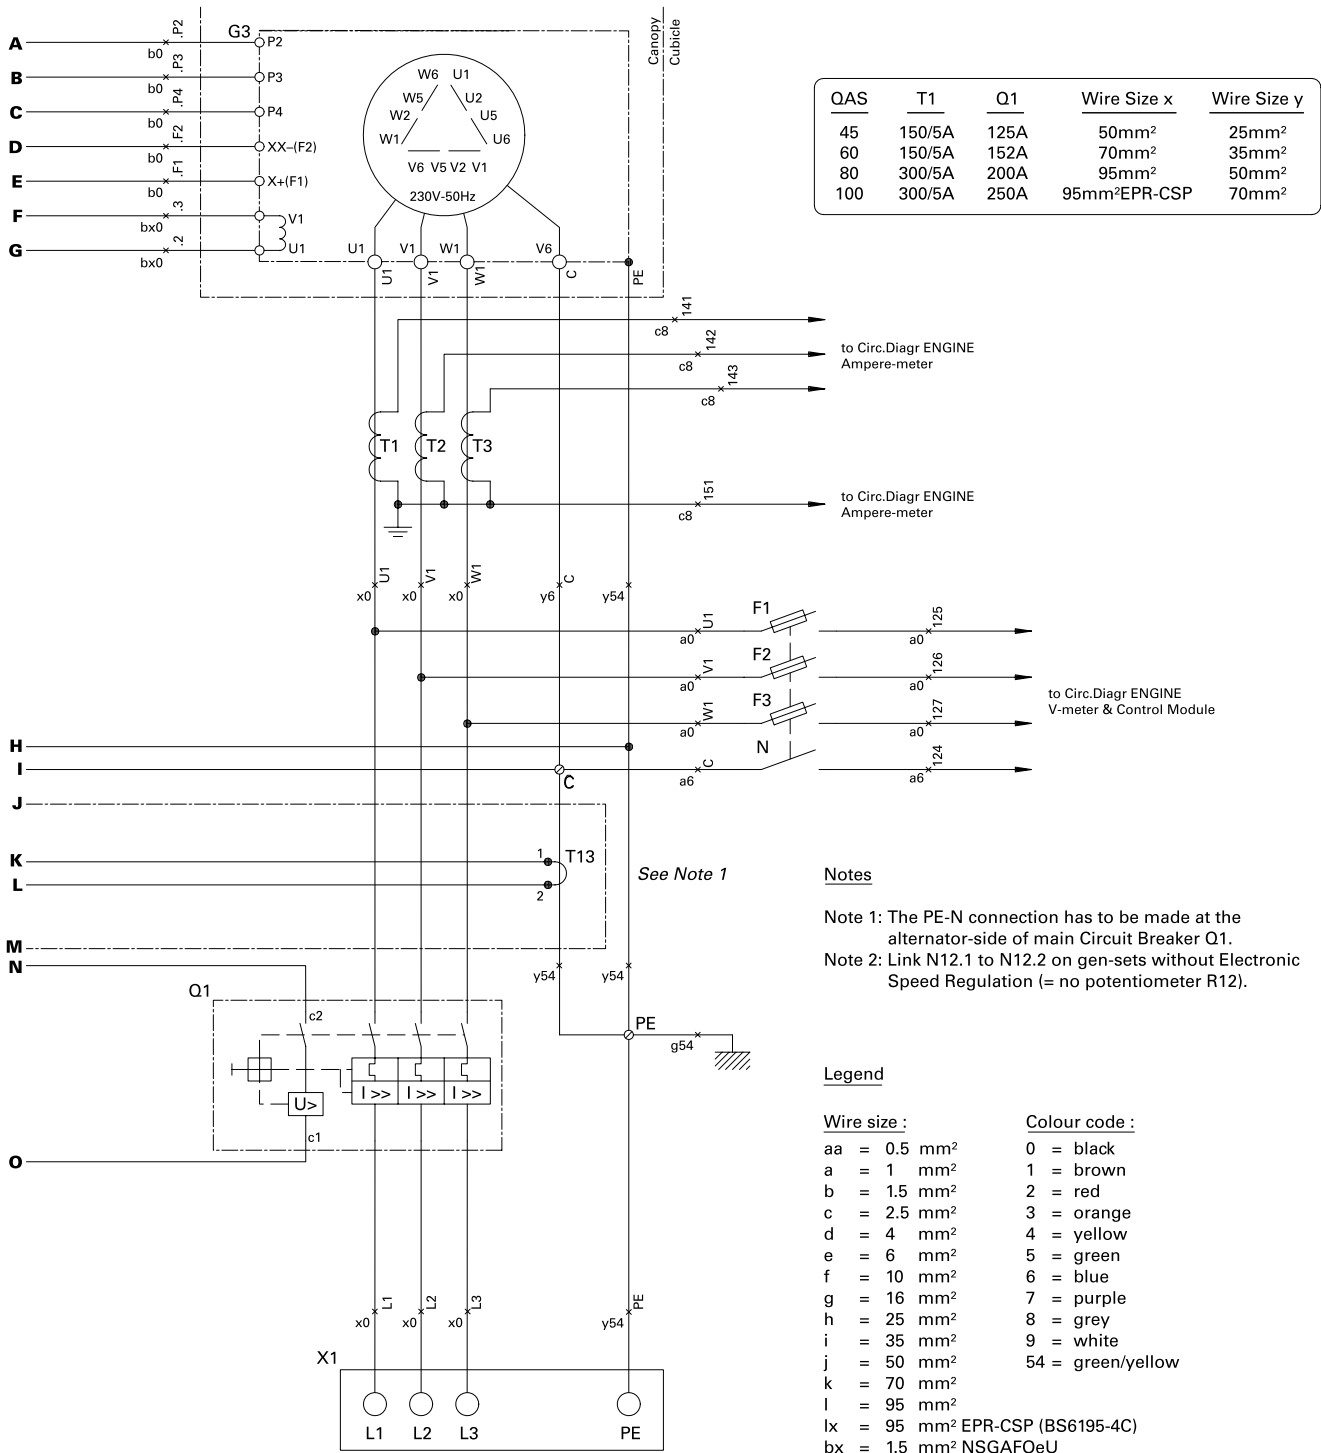 Canopy
Cubicle
G3
A
b0
.P2
P2
B
b0
.P3
P3
C
b0
.P4
P4
D
b0
.F2
XX–(F2)
E
b0
.F1
X+(F1)
F
bx0
.3
V1
G
bx0
.2
U1
W6 U1
W5 U2
W2 U5
W1 U6
V6 V5 V2 V1
230V-50Hz
U1 V1 W1 V6
U1 V1 W1 C PE
QAS T1 Q1 Wire Size x Wire Size y
45 150/5A 125A 50mm² 25mm²
60 150/5A 152A 70mm² 35mm²
80 300/5A 200A 95mm² 50mm²
100 300/5A 250A 95mm²EPR-CSP 70mm²
c8 141
c8 142
c8 143
to Circ.Diagr ENGINE
Ampere-meter
T1 T2 T3
c8 151
to Circ.Diagr ENGINE
Ampere-meter
U1 V1 W1 C
x0 x0 x0 y6 y54
a0 U1 F1 a0 125
a0 V1 F2 a0 126
a0 W1 F3 a0 127
a6 C N a6 124
to Circ.Diagr ENGINE
V-meter & Control Module
H
I
C
J
K
1
T13
L
2
See Note 1
M
N
y54 y54
Q1
c2
PE
g54
U> I >> I >> I >>
c1
O
L1 L2 L3 PE
x0 x0 x0 y54
X1
L1 L2 L3 PE
Notes
Note 1: The PE-N connection has to be made at the
alternator-side of main Circuit Breaker Q1.
Note 2: Link N12.1 to N12.2 on gen-sets without Electronic
Speed Regulation (= no potentiometer R12).
Legend
Wire size : Colour code :
aa = 0.5 mm² 0 = black
a = 1 mm² 1 = brown
b = 1.5 mm² 2 = red
c = 2.5 mm² 3 = orange
d = 4 mm² 4 = yellow
e = 6 mm² 5 = green
f = 10 mm² 6 = blue
g = 16 mm² 7 = purple
h = 25 mm² 8 = grey
i = 35 mm² 9 = white
j = 50 mm² 54 = green/yellow
k = 70 mm²
l = 95 mm²
lx = 95 mm² EPR-CSP (BS6195-4C)
bx = 1.5 mm² NSGAFOeU